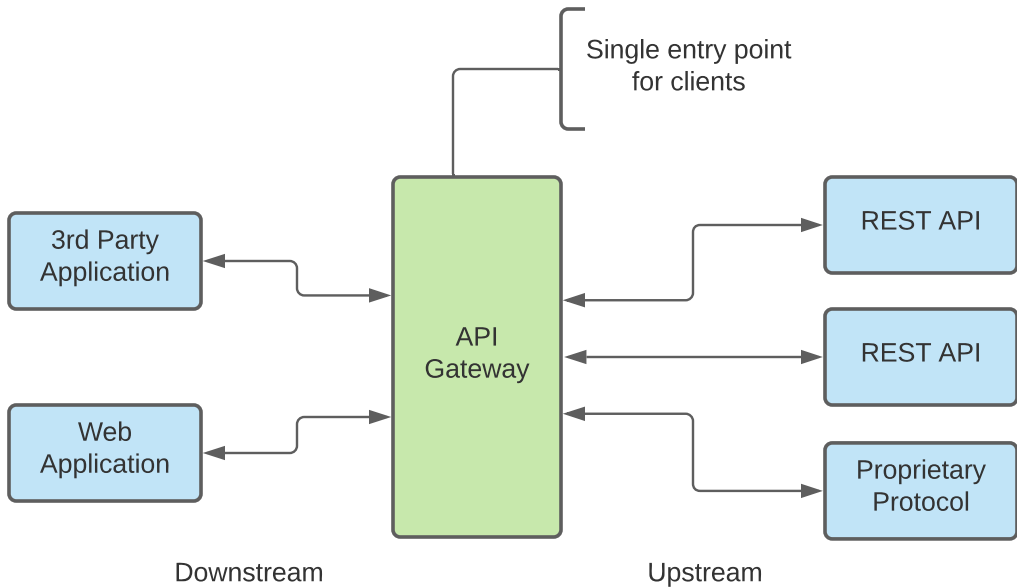 Single entry point
for clients
3rd Party
Application
REST API
API
Gateway
REST API
Web
Application
Proprietary
Protocol
Downstream
Upstream